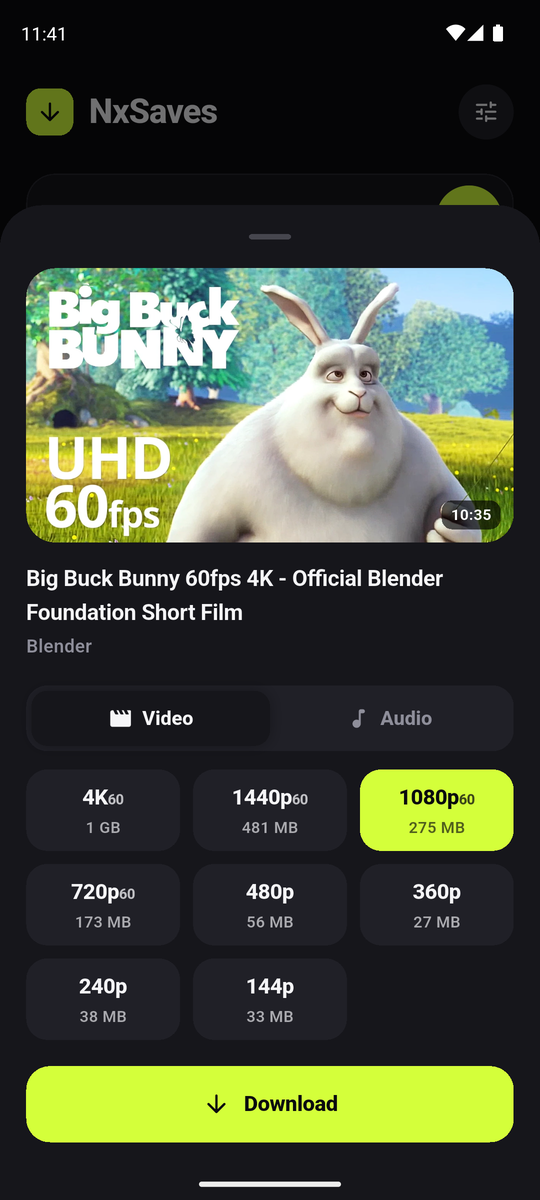 11:41
NxSaves
Big Buck
BUNNY
UHD
60fps
10:35
Big Buck Bunny 60fps 4K - Official Blender
Foundation Short Film
Blender
Video
Audio
4K60
1440p60
1080p60
1 GB
481 MB
275 MB
720p60
480p
360p
173 MB
56 MB
27 MB
240p
144p
38 MB
33 MB
Download